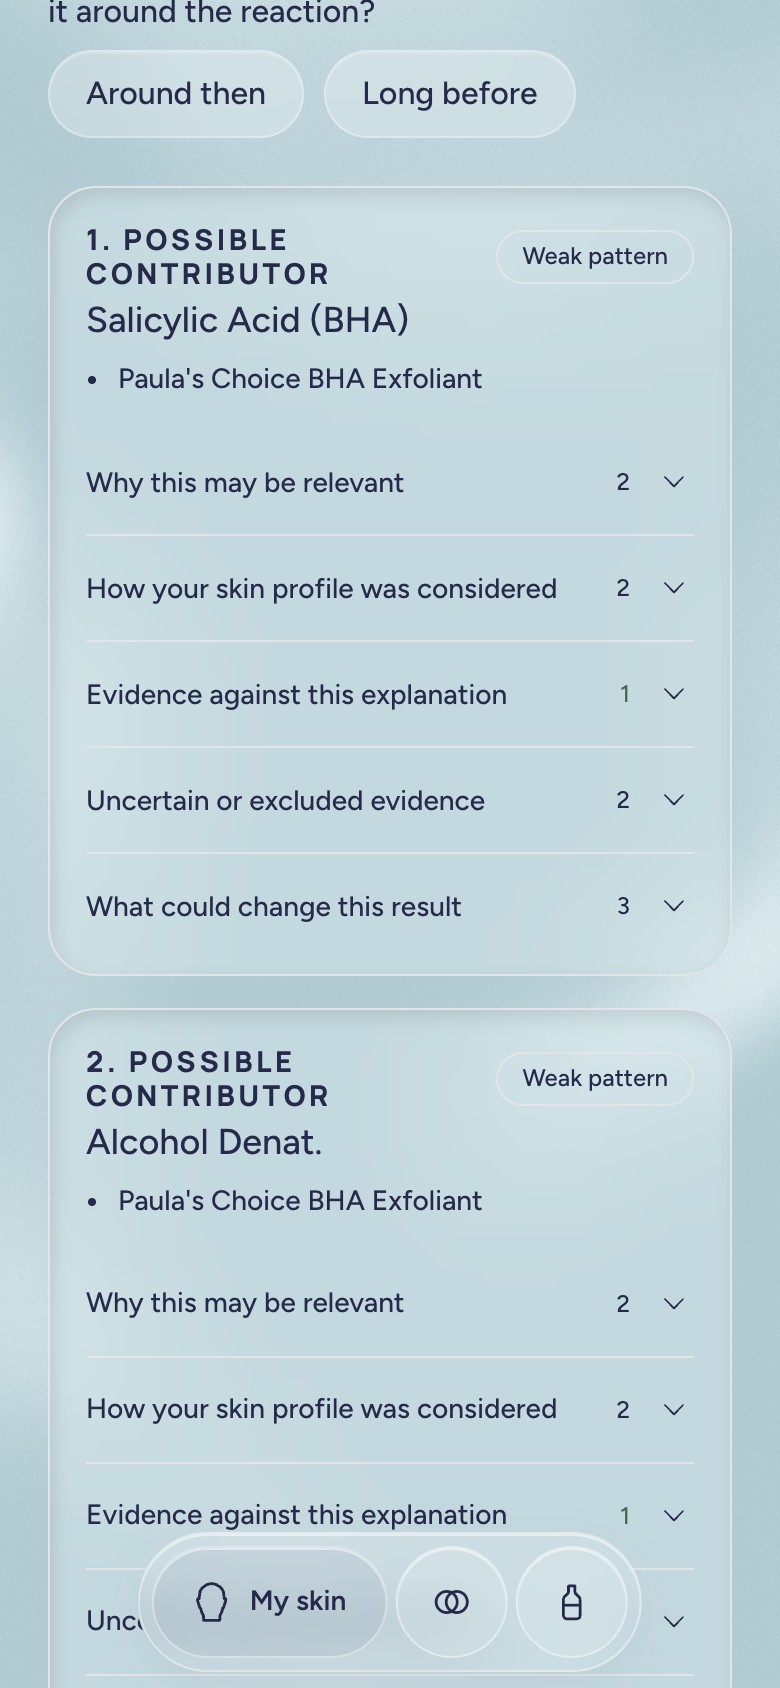 it around the reaction?
Around then
Long before
1. POSSIBLE
CONTRIBUTOR
Weak pattern
Salicylic Acid (BHA)
• Paula's Choice BHA Exfoliant
Why this may be relevant 2
How your skin profile was considered 2
Evidence against this explanation 1
Uncertain or excluded evidence 2
What could change this result 3
2. POSSIBLE
CONTRIBUTOR
Weak pattern
Alcohol Denat.
• Paula's Choice BHA Exfoliant
Why this may be relevant 2
How your skin profile was considered 2
Evidence against this explanation 1
My skin